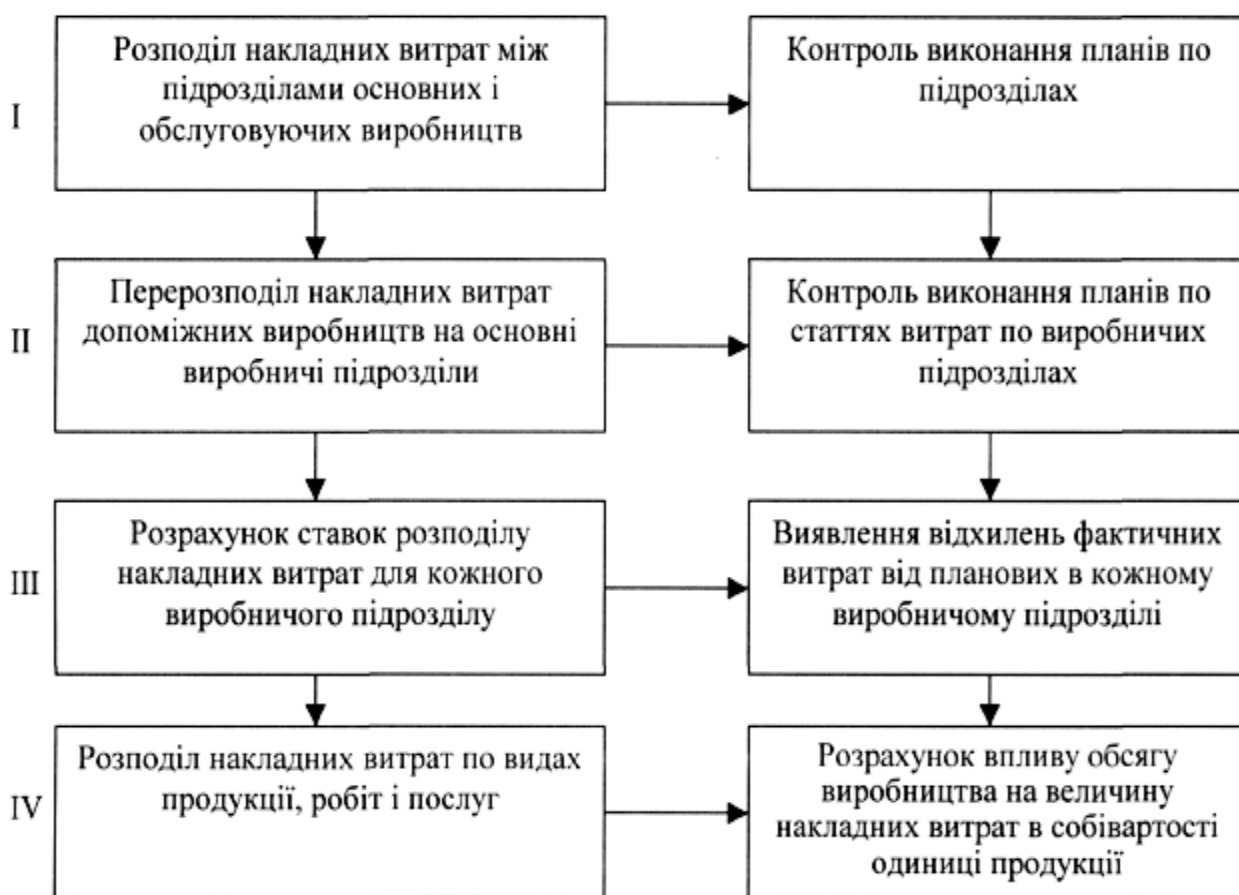 I
Розподіл накладних витрат між
підрозділами основних і
обслуговуючих виробництв
Контроль виконання планів по
підрозділах
II
Перерозподіл накладних витрат
допоміжних виробництв на основні
виробничі підрозділи
Контроль виконання планів по
статтях витрат по виробничих
підрозділах
III
Розрахунок ставок розподілу
накладних витрат для кожного
виробничого підрозділу
Виявлення відхилень фактичних
витрат від планових в кожному
виробничому підрозділі
IV
Розподіл накладних витрат по видах
продукції, робіт і послуг
Розрахунок впливу обсягу
виробництва на величину
накладних витрат в собівартості
одиниці продукції